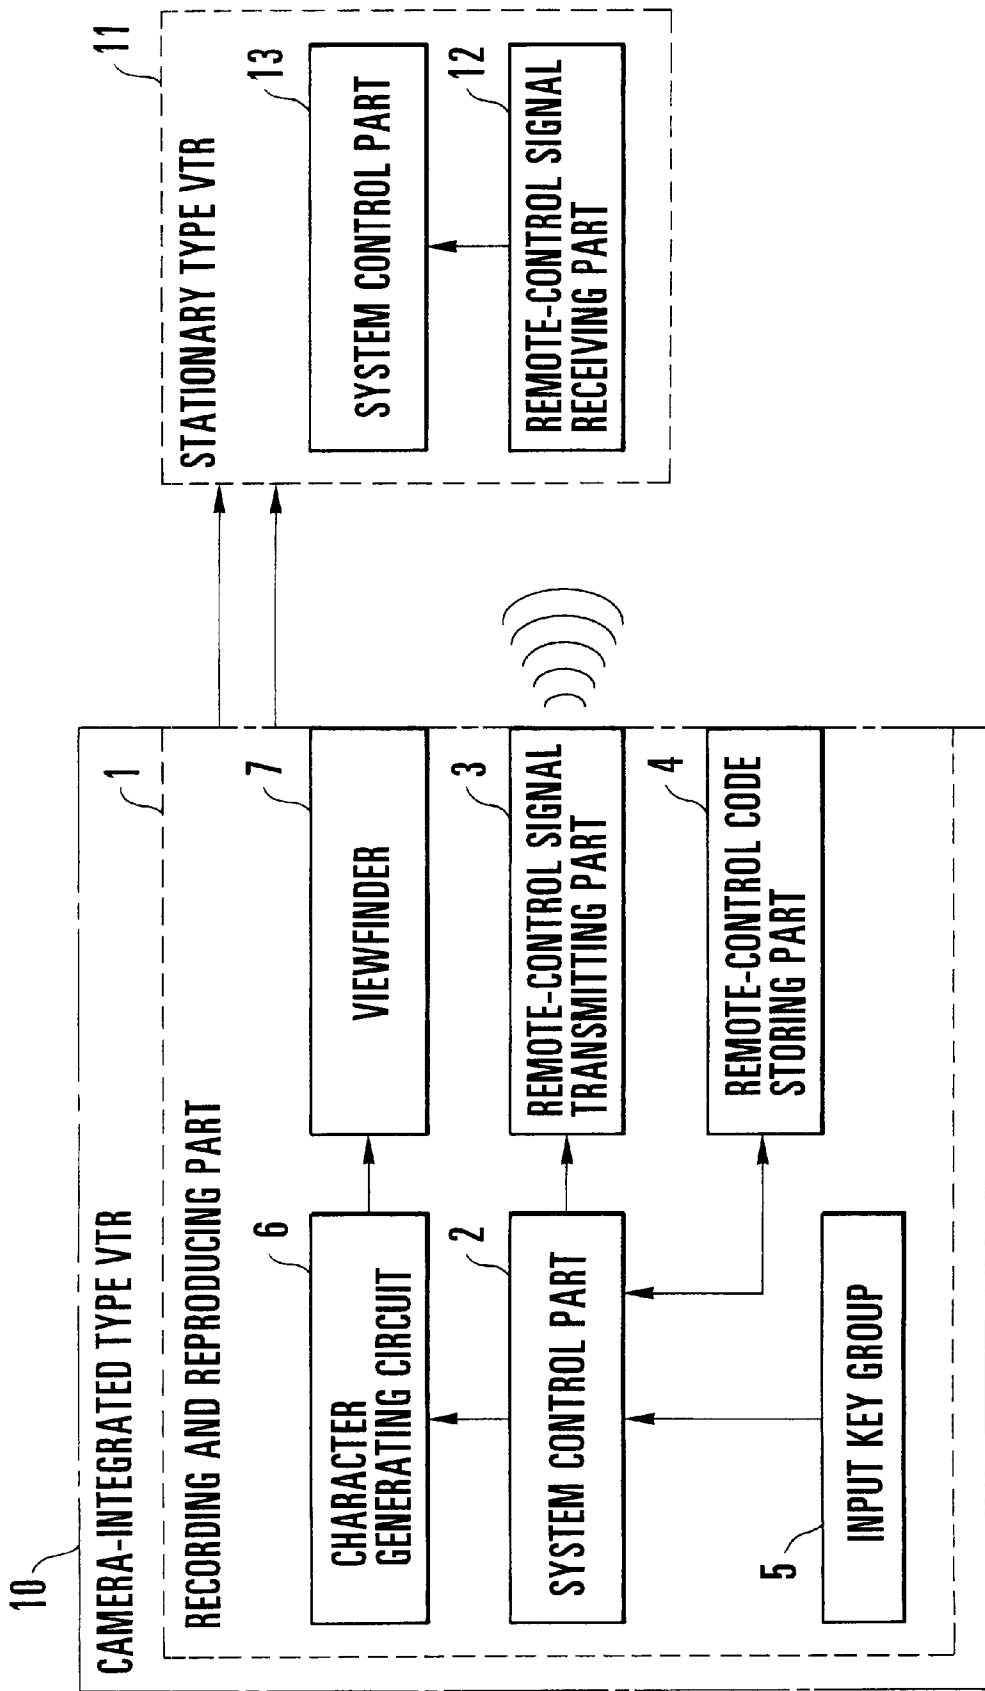 10
CAMERA-INTEGRATED TYPE VTR
1
RECORDING AND REPRODUCING PART
6
CHARACTER
GENERATING CIRCUIT
7
VIEWFINDER
2
SYSTEM CONTROL PART
3
REMOTE-CONTROL SIGNAL
TRANSMITTING PART
4
REMOTE-CONTROL CODE
STORING PART
5
INPUT KEY GROUP
11
STATIONARY TYPE VTR
13
SYSTEM CONTROL PART
12
REMOTE-CONTROL SIGNAL
RECEIVING PART